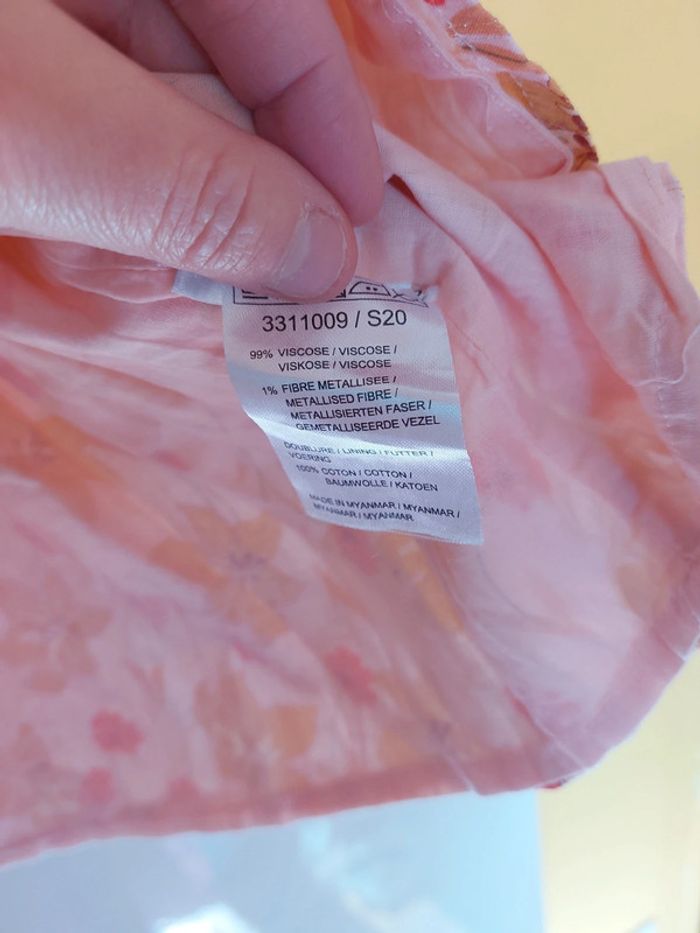 3311009 / S20
99% VISCOSE / VISCOSE /
VISKOSE / VISCOSE
1% FIBRE METALLISEE /
METALLISED FIBRE /
METALLISIERTEN FASER /
GEMETALLISEERDE VEZEL
DOUBLURE / LINING / FUTTER /
VOERING
100% COTON / COTTON /
BAUMWOLLE / KATOEN
MADE IN MYANMAR / MYANMAR /
MYANMAR / MYANMAR